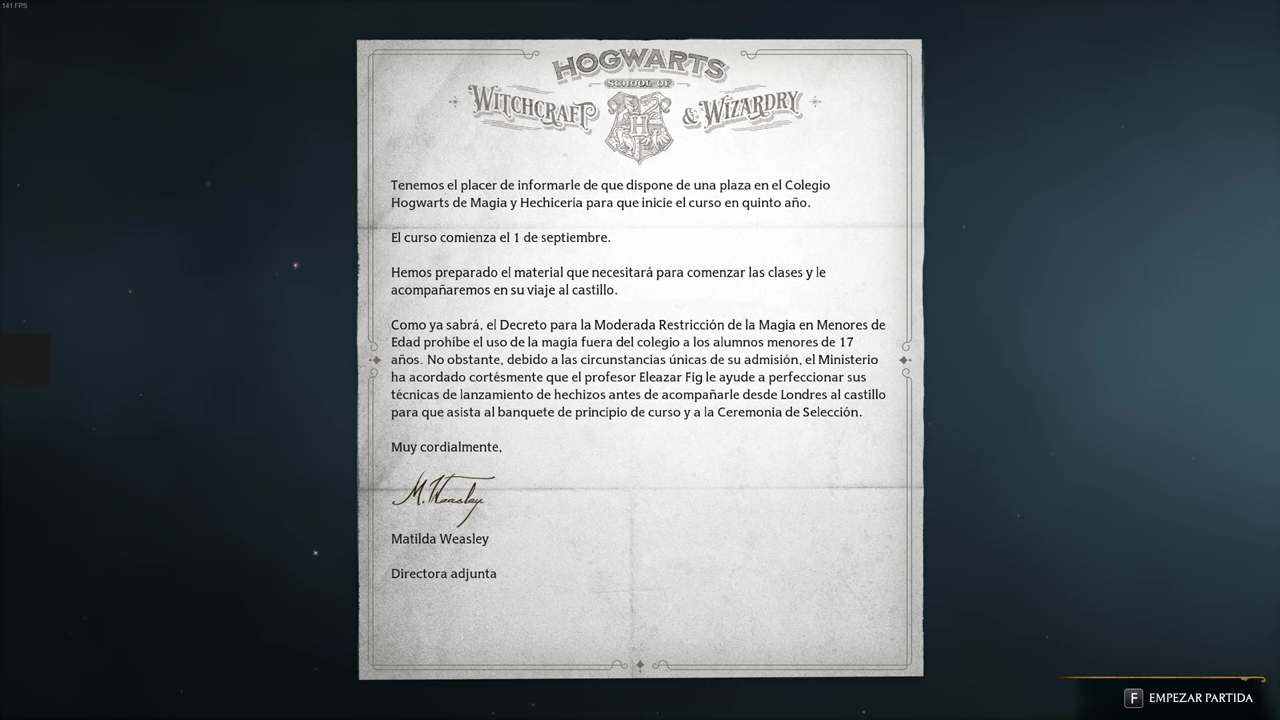 141 FPS
HOGWARTS
SCHOOL OF
WITCHCRAFT & WIZARDRY
H
Tenemos el placer de informarle de que dispone de una plaza en el Colegio
Hogwarts de Magia y Hechicería para que inicie el curso en quinto año.
El curso comienza el 1 de septiembre.
Hemos preparado el material que necesitará para comenzar las clases y le
acompañaremos en su viaje al castillo.
Como ya sabrá, el Decreto para la Moderada Restricción de la Magia en Menores de
Edad prohíbe el uso de la magia fuera del colegio a los alumnos menores de 17
años. No obstante, debido a las circunstancias únicas de su admisión, el Ministerio
ha acordado cortésmente que el profesor Eleazar Fig le ayude a perfeccionar sus
técnicas de lanzamiento de hechizos antes de acompañarle desde Londres al castillo
para que asista al banquete de principio de curso y a la Ceremonia de Selección.
Muy cordialmente,
M. Weasley
Matilda Weasley
Directora adjunta
F EMPEZAR PARTIDA